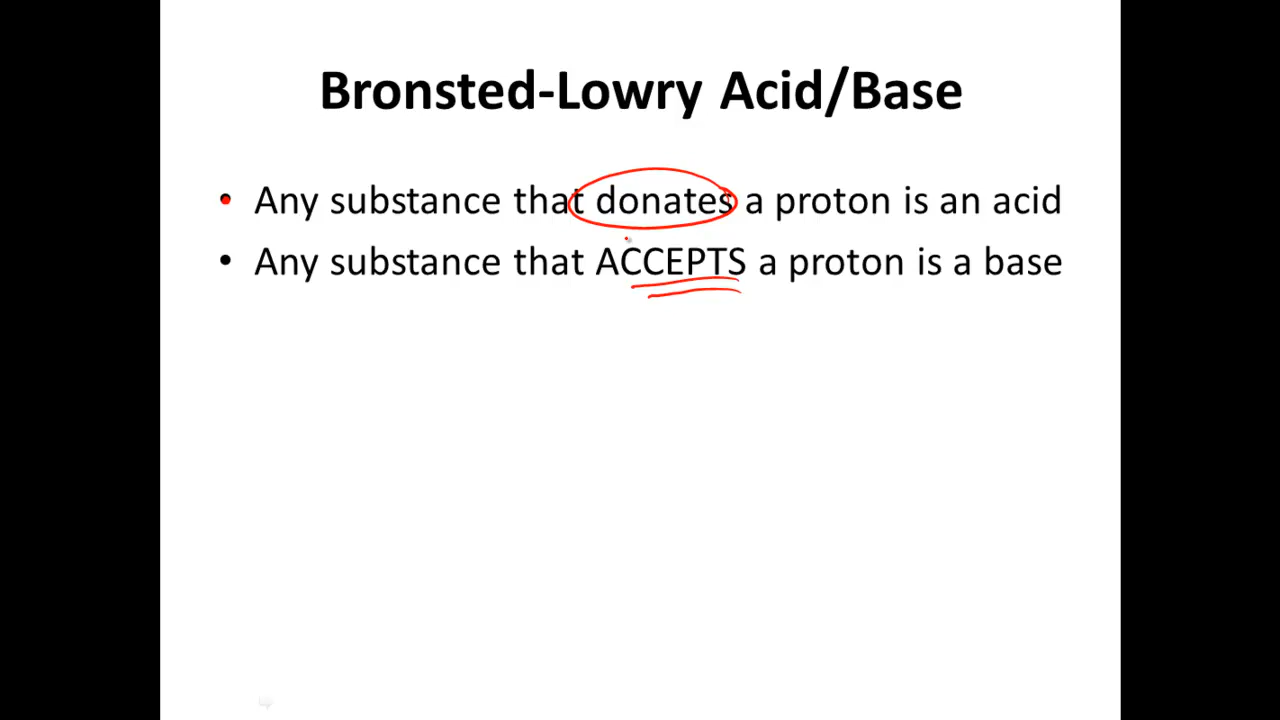 Bronsted-Lowry Acid/Base
• Any substance that donates a proton is an acid
• Any substance that ACCEPTS a proton is a base